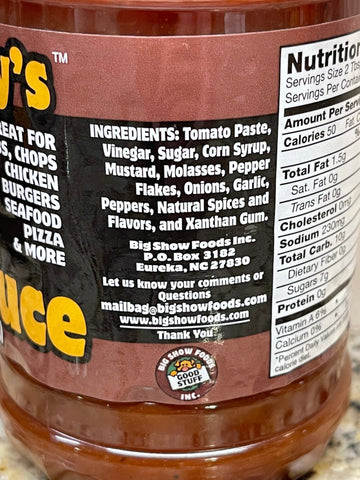 y's™
REAT FOR
BS, CHOPS
CHICKEN
BURGERS
SEAFOOD
PIZZA
& MORE
uce
INGREDIENTS: Tomato Paste,
Vinegar, Sugar, Corn Syrup,
Mustard, Molasses, Pepper
Flakes, Onions, Garlic,
Peppers, Natural Spices and
Flavors, and Xanthan Gum.
Big Show Foods Inc.
P.O. Box 3182
Eureka, NC 27830
Let us know your comments or
Questions
mailbag@bigshowfoods.com
www.bigshowfoods.com
Thank You
BIG SHOW FOODS
GOOD
STUFF
INC.
Nutrition
Servings Size 2 Tbs
Servings Per Contai
Amount Per Serv
Calories 50 Fat C
Total Fat 1.5g
Sat. Fat 0g
Trans Fat 0g
Cholesterol 0mg
Sodium 230mg
Total Carb. 10g
Dietary Fiber 0g
Sugars 7g
Protein 0g
Vitamin A 6%
Calcium 0%
*Percent Daily Values
calorie diet.